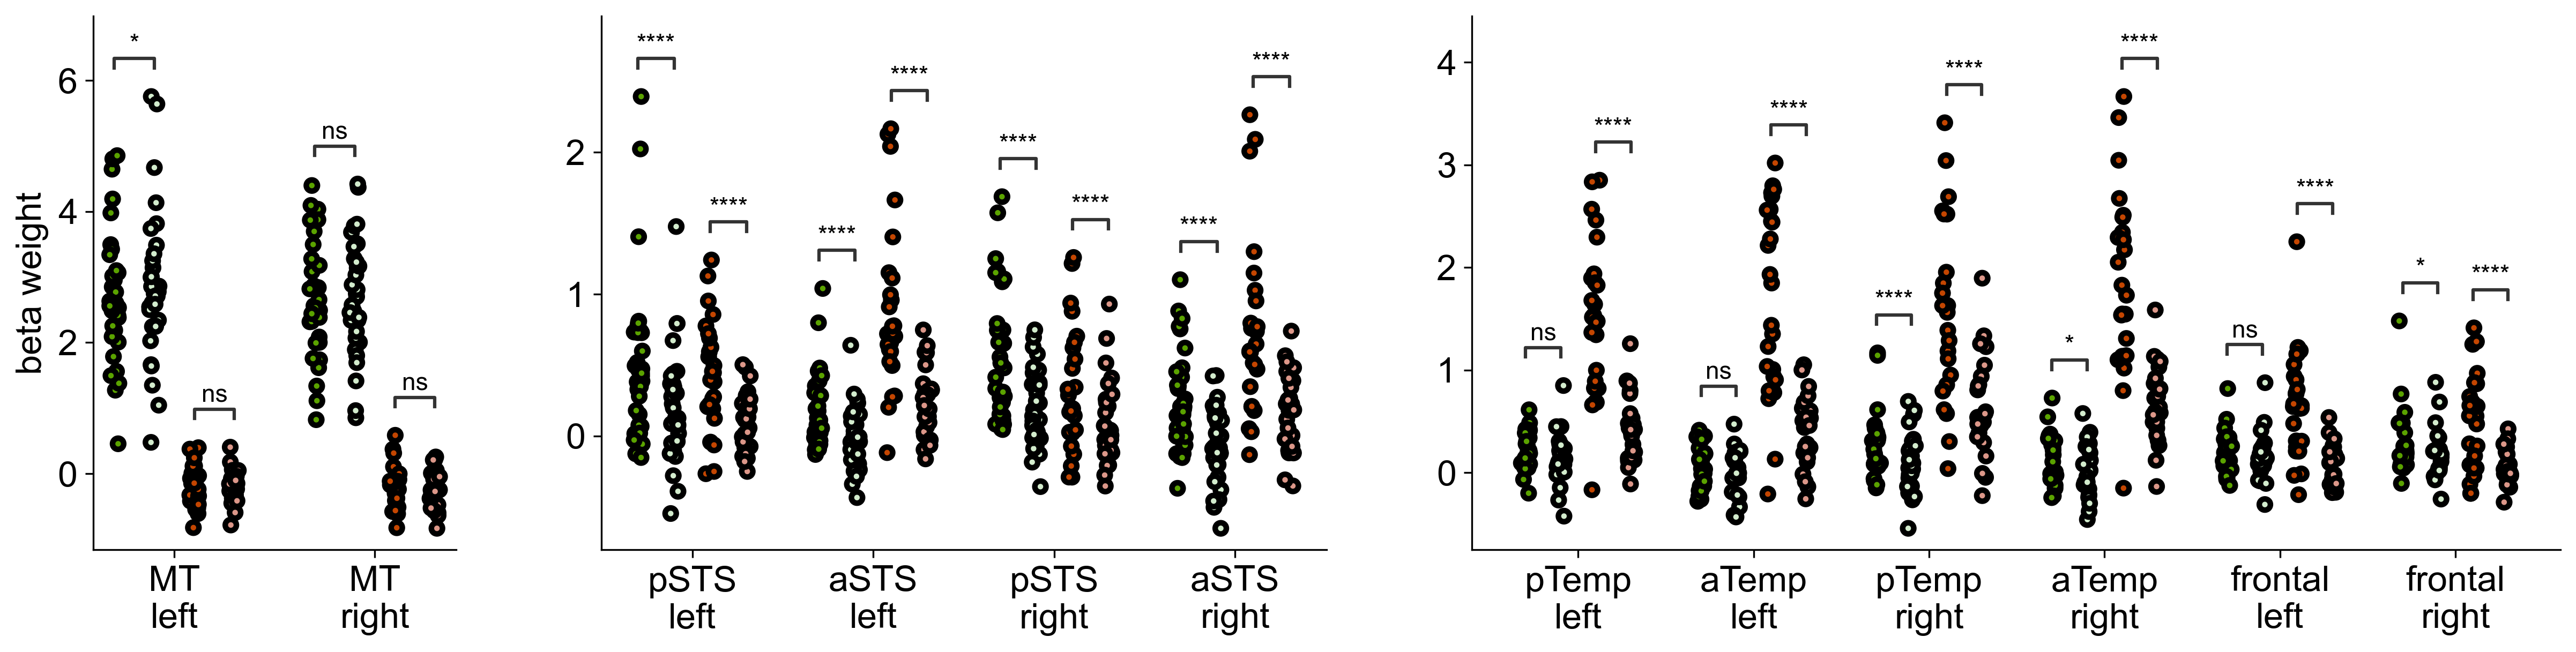 beta weight
6
4
2
0
*
ns
ns
ns
MT
left
MT
right
2
1
0
****
****
****
****
****
****
****
****
pSTS
left
aSTS
left
pSTS
right
aSTS
right
4
3
2
1
0
ns
****
ns
****
****
****
*
****
ns
****
*
****
pTemp
left
aTemp
left
pTemp
right
aTemp
right
frontal
left
frontal
right